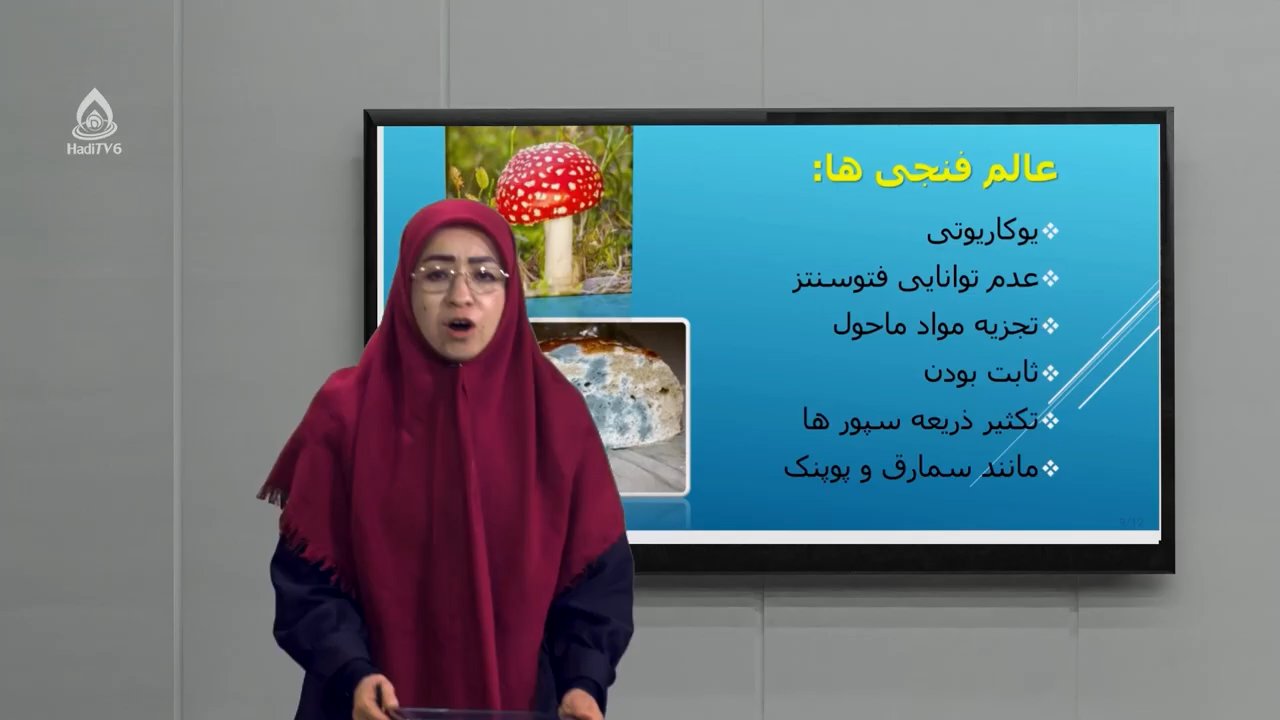 HadiTV6
عالم فنجی ها:
یوکاریوتی
عدم توانایی فتوسنتز
تجزیه مواد ماحول
ثابت بودن
تکثیر ذریعه سپور ها
مانند سمارق و پوپنک